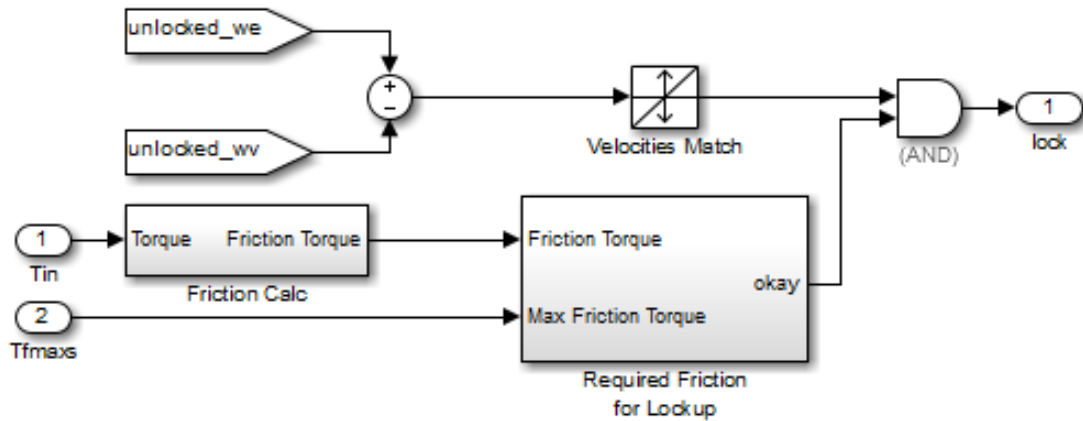 unlocked_we
+
−
unlocked_wv
Velocities Match
(AND)
1
lock
1
Tin
Torque
Friction Torque
Friction Calc
2
Tfmaxs
Friction Torque
okay
Max Friction Torque
Required Friction
for Lockup